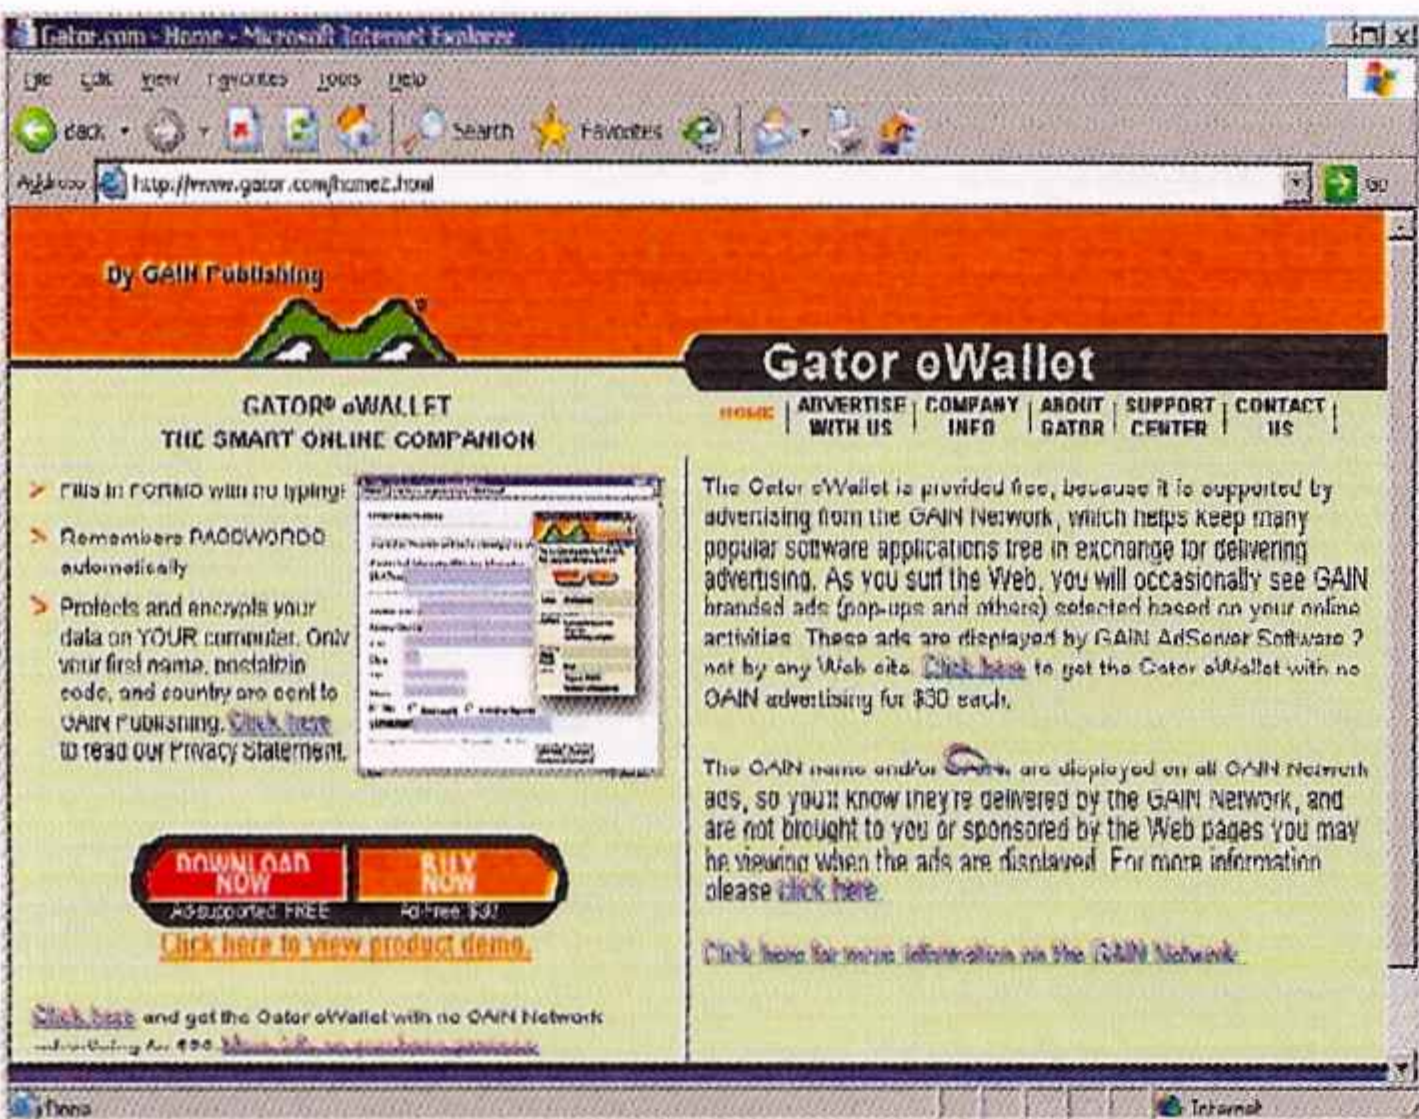 Gator.com - Home - Microsoft Internet Explorer
File Edit View Favorites Tools Help
Back Search Favorites
Address http://www.gator.com/home2.html Go
by GAIN Publishing
Gator eWallet
GATOR® eWALLET
THE SMART ONLINE COMPANION
HOME | ADVERTISE WITH US | COMPANY INFO | ABOUT GATOR | SUPPORT CENTER | CONTACT US |
Fills in FORMS with no typing!
Remembers PASSWORDS
automatically
Protects and encrypts your
data on YOUR computer. Only
your first name, postal/zip
code, and country are sent to
GAIN Publishing. Click here
to read our Privacy Statement.
DOWNLOAD NOW
Ad-supported FREE
BUY NOW
Ad-Free $30
Click here to view product demo.
Click here and get the Gator eWallet with no GAIN Network
advertising for $30.
The Gator eWallet is provided free, because it is supported by
advertising from the GAIN Network, which helps keep many
popular software applications free in exchange for delivering
advertising. As you surf the Web, you will occasionally see GAIN
branded ads (pop-ups and others) selected based on your online
activities. These ads are displayed by GAIN AdServer Software ?
not by any Web site. Click here to get the Gator eWallet with no
GAIN advertising for $30 each.
The GAIN name and/or are displayed on all GAIN Network
ads, so you'll know they're delivered by the GAIN Network, and
are not brought to you or sponsored by the Web pages you may
be viewing when the ads are displayed. For more information
please click here.
Click here for more information on the GAIN Network.
Done
Internet